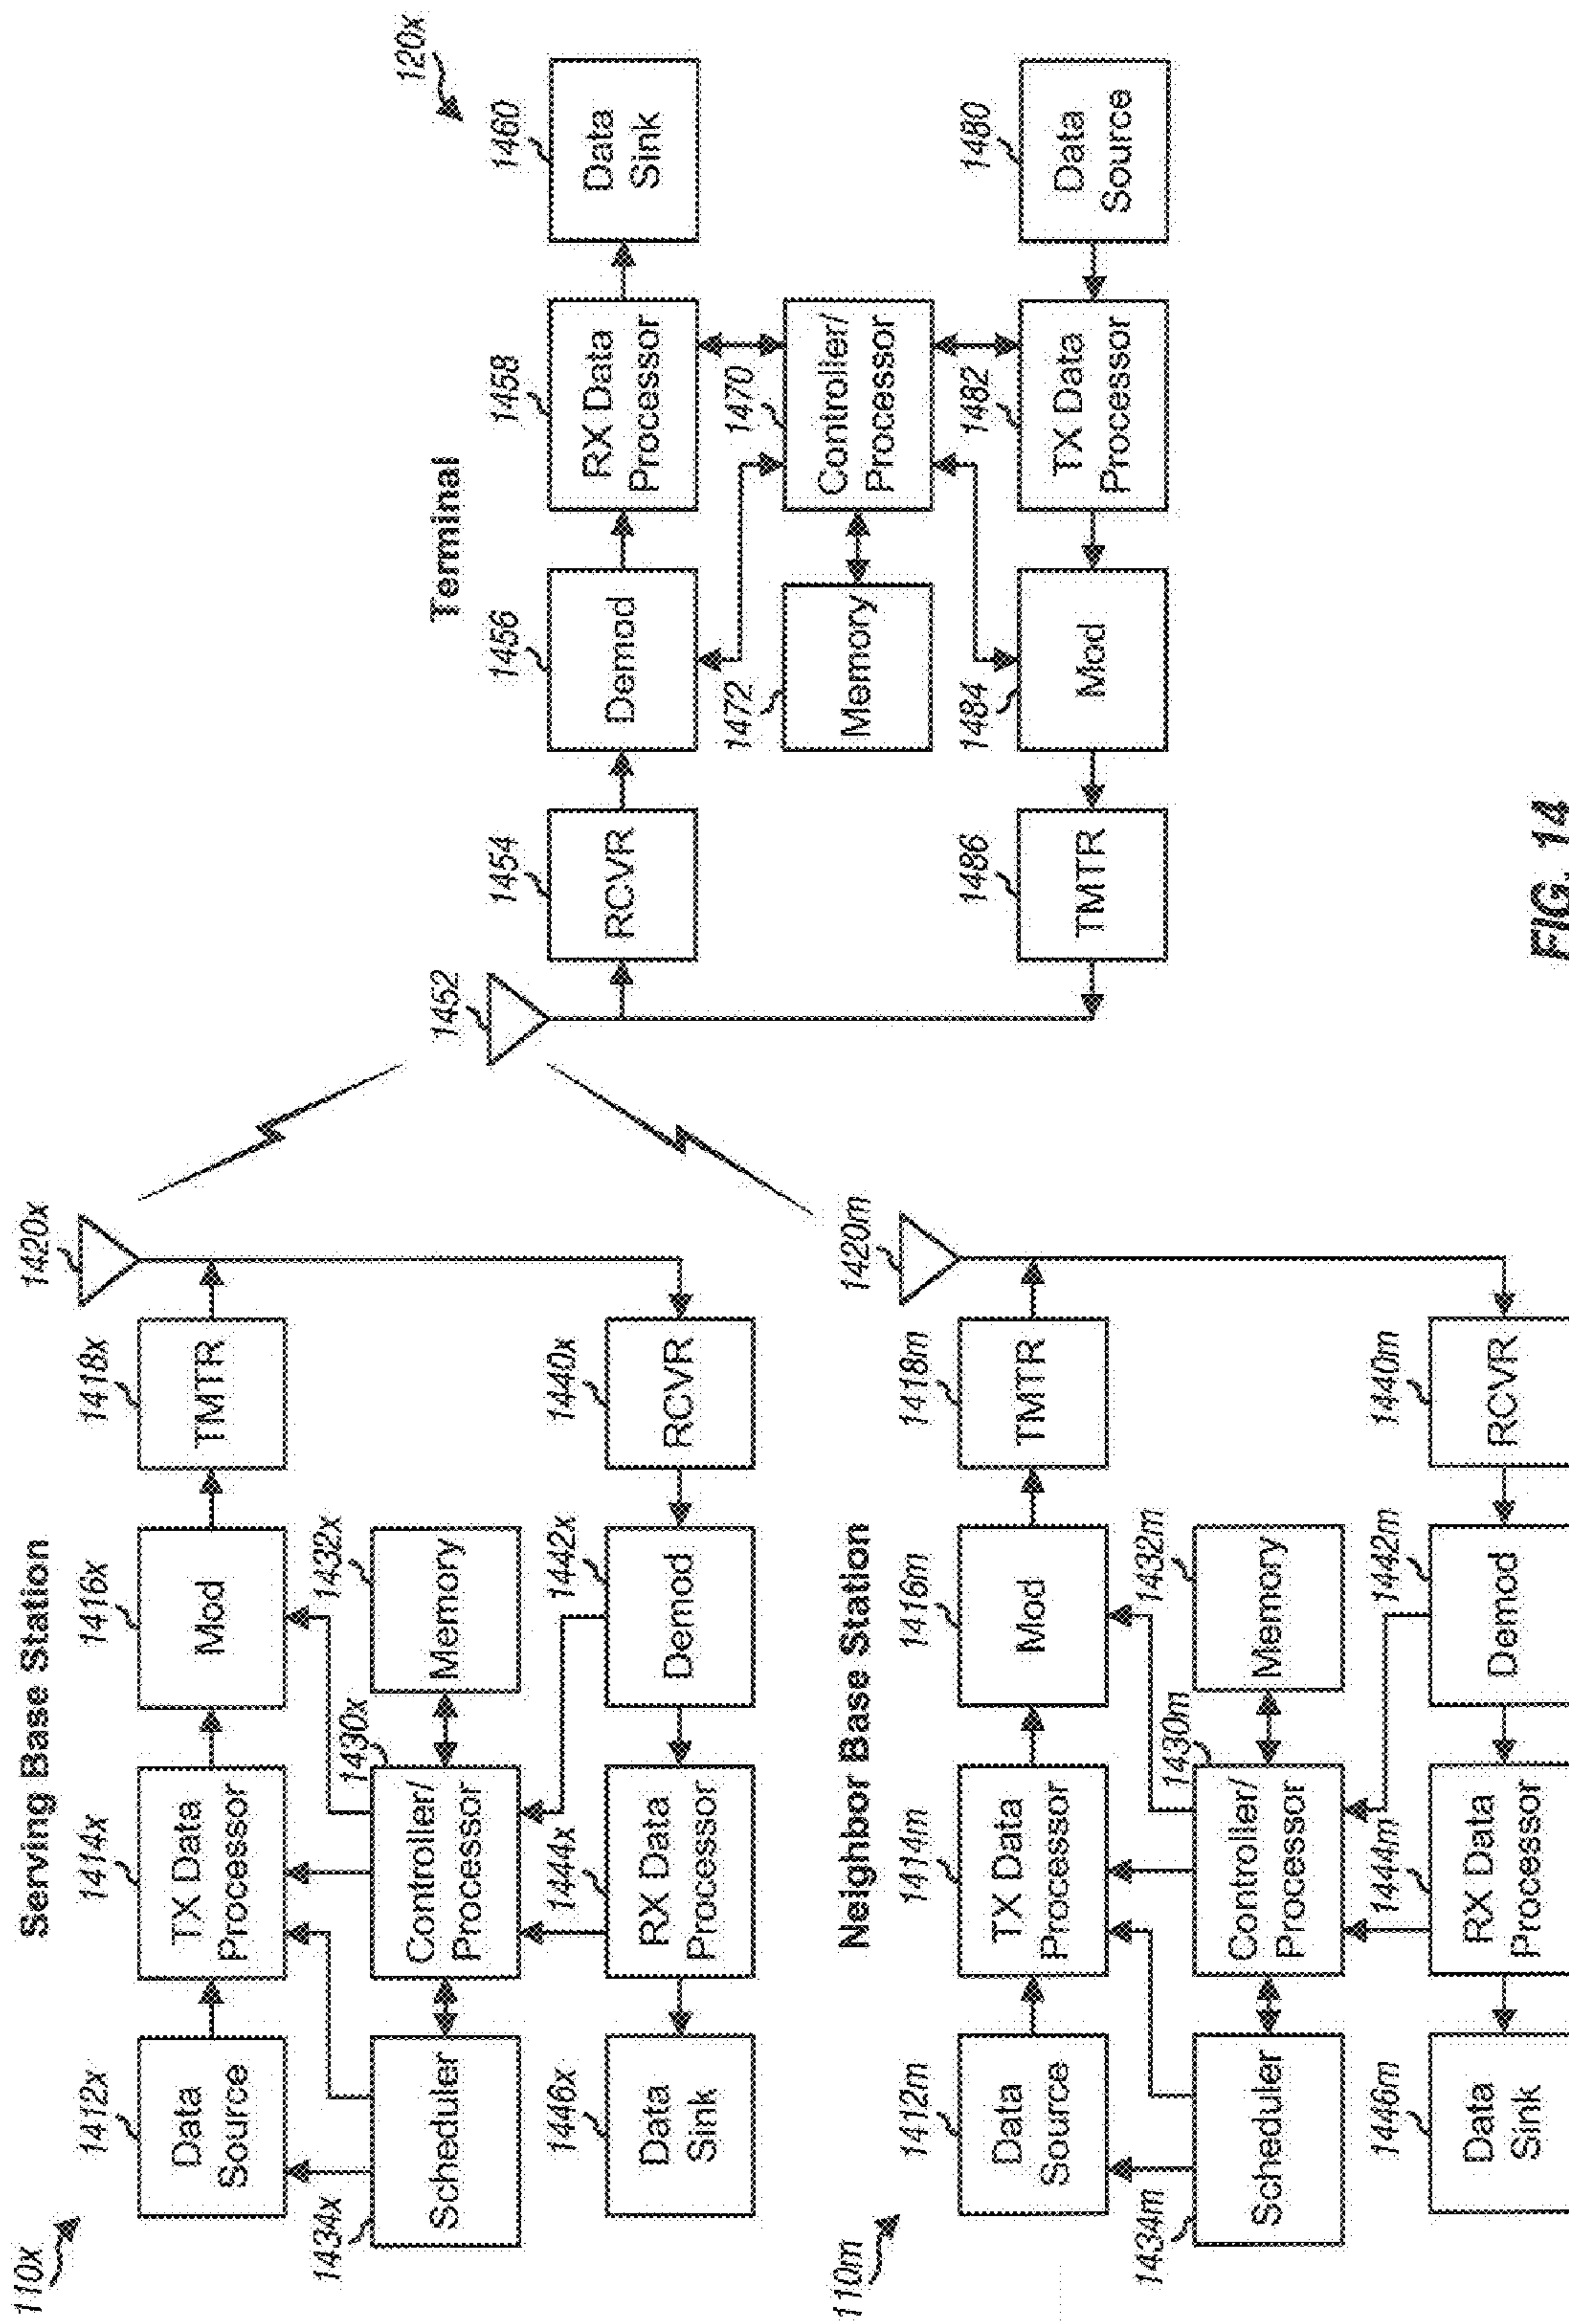 110x
Serving Base Station
1412x
Data
Source
1414x
TX Data
Processor
1416x
Mod
1418x
TMTR
1420x
1434x
Scheduler
1430x
Controller/
Processor
1432x
Memory
1446x
Data
Sink
1444x
RX Data
Processor
1442x
Demod
1440x
RCVR
110m
Neighbor Base Station
1412m
Data
Source
1414m
TX Data
Processor
1416m
Mod
1418m
TMTR
1420m
1434m
Scheduler
1430m
Controller/
Processor
1432m
Memory
1446m
Data
Sink
1444m
RX Data
Processor
1442m
Demod
1440m
RCVR
Terminal
120x
1452
1454
RCVR
1456
Demod
1458
RX Data
Processor
1460
Data
Sink
1472
Memory
1470
Controller/
Processor
1486
TMTR
1484
Mod
1482
TX Data
Processor
1480
Data
Source
FIG. 14